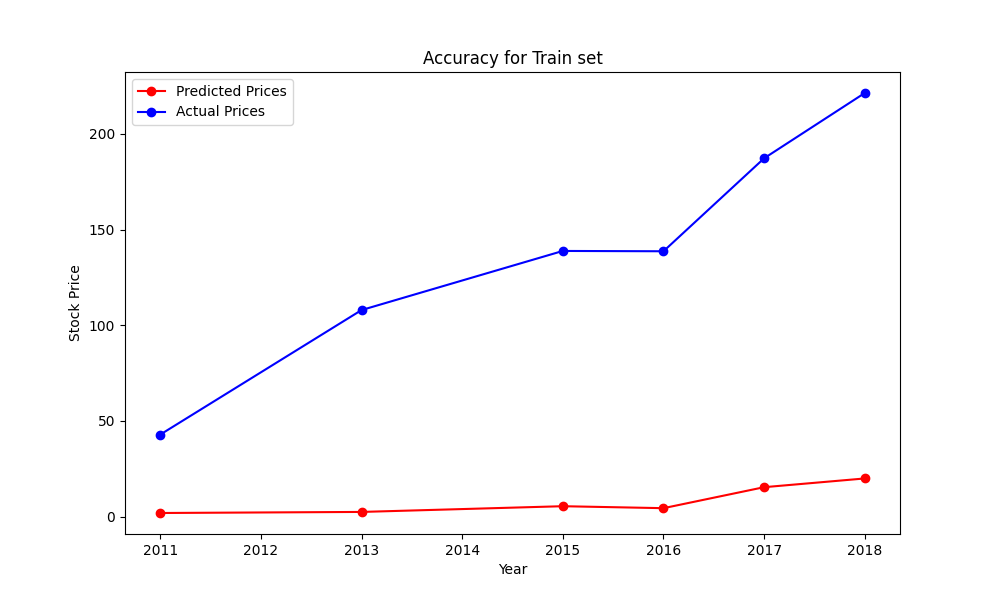 Accuracy for Train set
Predicted Prices
Actual Prices
200
150
100
50
0
Stock Price
2011 2012 2013 2014 2015 2016 2017 2018
Year